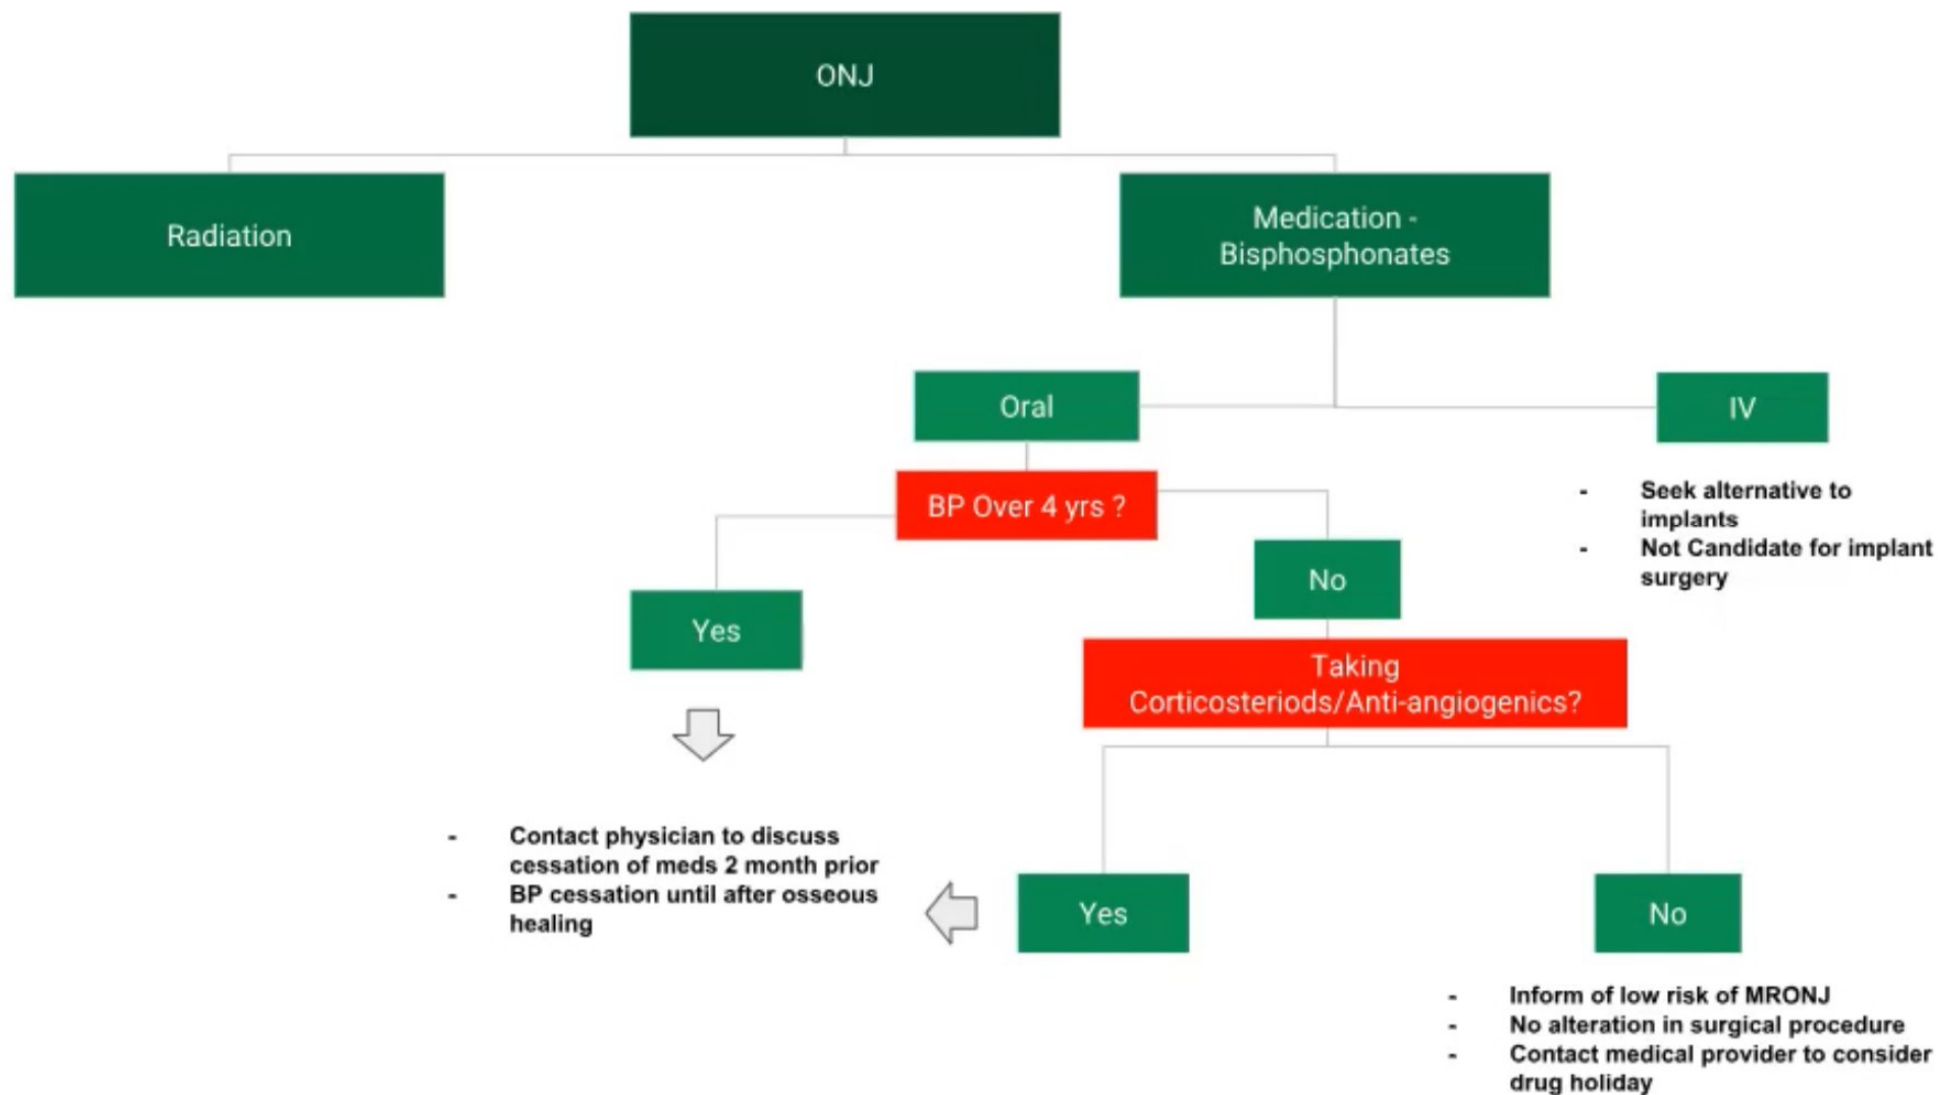 ONJ
Radiation
Medication -
Bisphosphonates
Oral
IV
BP Over 4 yrs ?
- Seek alternative to
implants
- Not Candidate for implant
surgery
No
Yes
Taking
Corticosteriods/Anti-angiogenics?
- Contact physician to discuss
cessation of meds 2 month prior
- BP cessation until after osseous
healing
Yes
No
- Inform of low risk of MRONJ
- No alteration in surgical procedure
- Contact medical provider to consider
drug holiday